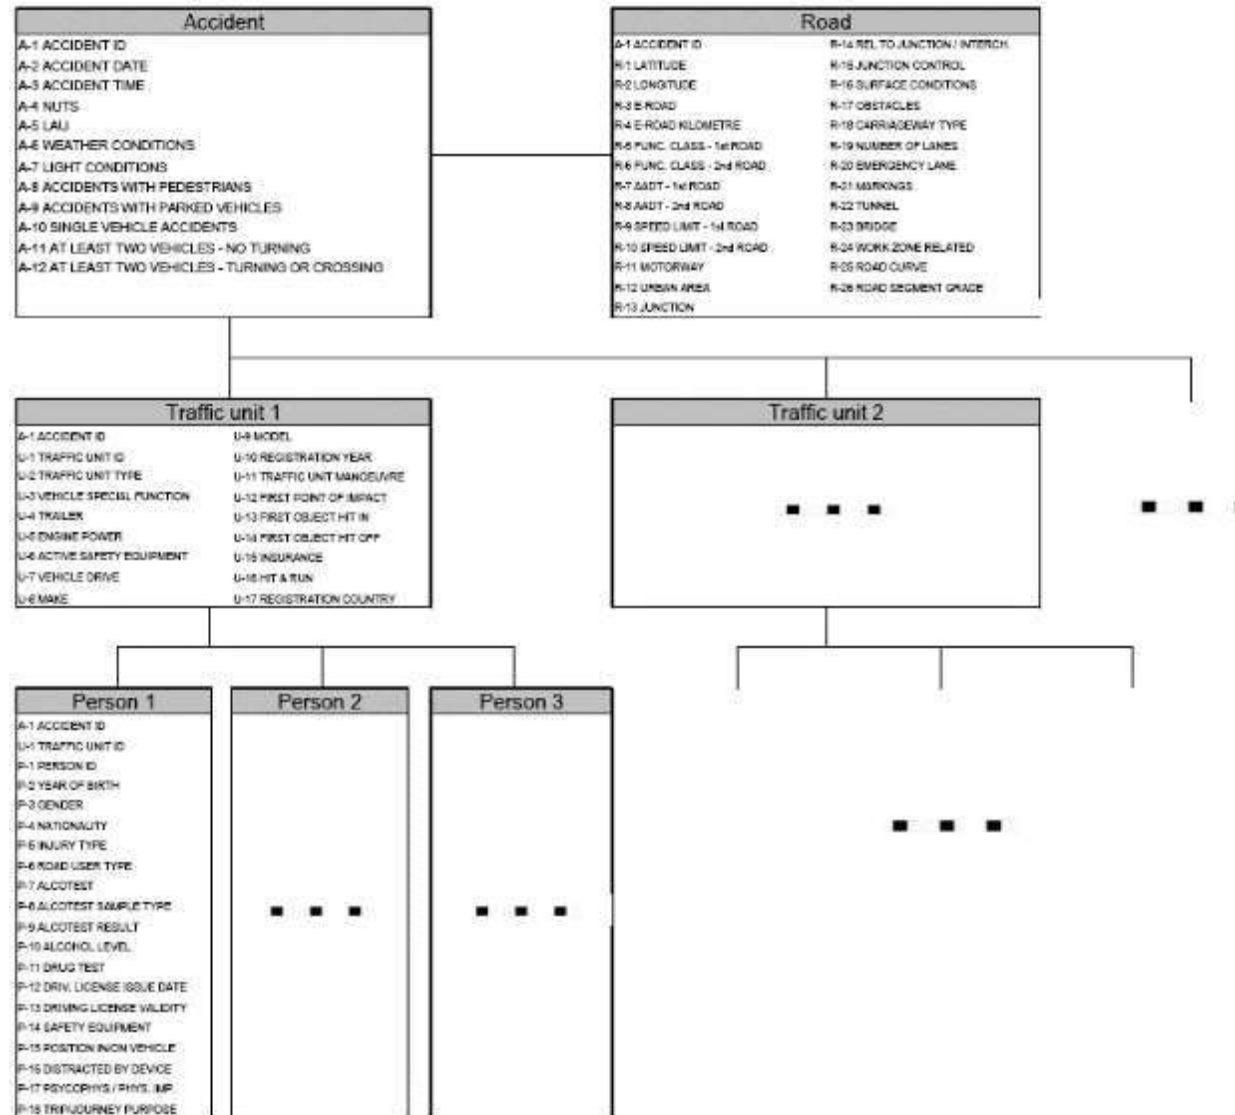 Accident
A-1 ACCIDENT ID
A-2 ACCIDENT DATE
A-3 ACCIDENT TIME
A-4 NUTS
A-5 LAU
A-6 WEATHER CONDITIONS
A-7 LIGHT CONDITIONS
A-8 ACCIDENTS WITH PEDESTRIANS
A-9 ACCIDENTS WITH PARKED VEHICLES
A-10 SINGLE VEHICLE ACCIDENTS
A-11 AT LEAST TWO VEHICLES - NO TURNING
A-12 AT LEAST TWO VEHICLES - TURNING OR CROSSING
Road
A-1 ACCIDENT ID
R-1 LATITUDE
R-2 LONGITUDE
R-3 E-ROAD
R-4 E-ROAD KILOMETRE
R-5 FUNC. CLASS - 1st ROAD
R-6 FUNC. CLASS - 2nd ROAD
R-7 AADT - 1st ROAD
R-8 AADT - 2nd ROAD
R-9 SPEED LIMIT - 1st ROAD
R-10 SPEED LIMIT - 2nd ROAD
R-11 MOTORWAY
R-12 URBAN AREA
R-13 JUNCTION
R-14 REL TO JUNCTION / INTERCH.
R-15 JUNCTION CONTROL
R-16 SURFACE CONDITIONS
R-17 OBSTACLES
R-18 CARRIAGEWAY TYPE
R-19 NUMBER OF LANES
R-20 EMERGENCY LANE
R-21 MARKINGS
R-22 TUNNEL
R-23 BRIDGE
R-24 WORK ZONE RELATED
R-25 ROAD CURVE
R-26 ROAD SEGMENT GRADE
Traffic unit 1
A-1 ACCIDENT ID
U-1 TRAFFIC UNIT ID
U-2 TRAFFIC UNIT TYPE
U-3 VEHICLE SPECIAL FUNCTION
U-4 TRAILER
U-5 ENGINE POWER
U-6 ACTIVE SAFETY EQUIPMENT
U-7 VEHICLE DRIVE
U-8 MAKE
U-9 MODEL
U-10 REGISTRATION YEAR
U-11 TRAFFIC UNIT MANOEUVRE
U-12 FIRST POINT OF IMPACT
U-13 FIRST OBJECT HIT IN
U-14 FIRST OBJECT HIT OFF
U-15 INSURANCE
U-16 HIT & RUN
U-17 REGISTRATION COUNTRY
Traffic unit 2
Person 1
A-1 ACCIDENT ID
U-1 TRAFFIC UNIT ID
P-1 PERSON ID
P-2 YEAR OF BIRTH
P-3 GENDER
P-4 NATIONALITY
P-5 INJURY TYPE
P-6 ROAD USER TYPE
P-7 ALCOTEST
P-8 ALCOTEST SAMPLE TYPE
P-9 ALCOTEST RESULT
P-10 ALCOHOL LEVEL
P-11 DRUG TEST
P-12 DRIV. LICENSE ISSUE DATE
P-13 DRIVING LICENSE VALIDITY
P-14 SAFETY EQUIPMENT
P-15 POSITION IN/ON VEHICLE
P-16 DISTRACTED BY DEVICE
P-17 PSYCOPHYS / PHYS. IMP
P-18 TRIP/JOURNEY PURPOSE
Person 2
Person 3